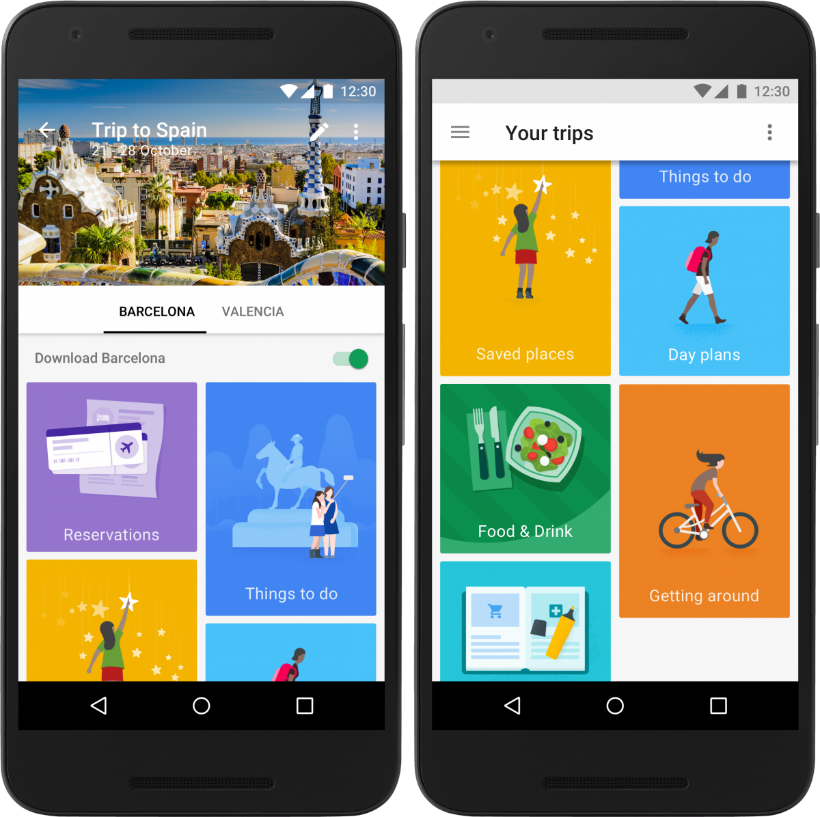 12:30
Trip to Spain
21 - 28 October
BARCELONA VALENCIA
Download Barcelona
Reservations
Things to do
12:30
Your trips
Things to do
Saved places
Day plans
Food & Drink
Getting around